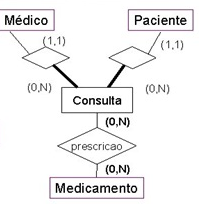 Médico Paciente
(1,1) (1,1)
(0,N) (0,N)
Consulta
(0,N)
prescricao
(0,N)
Medicamento